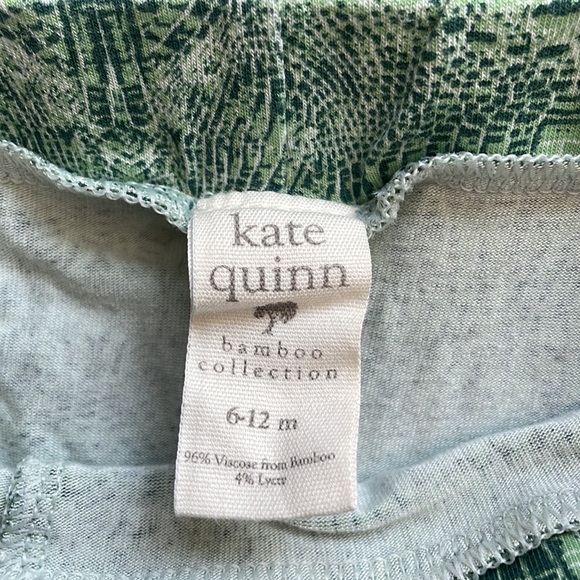 kate
quinn
bamboo
collection
6-12 m
96% Viscose from Bamboo
4% Lycra